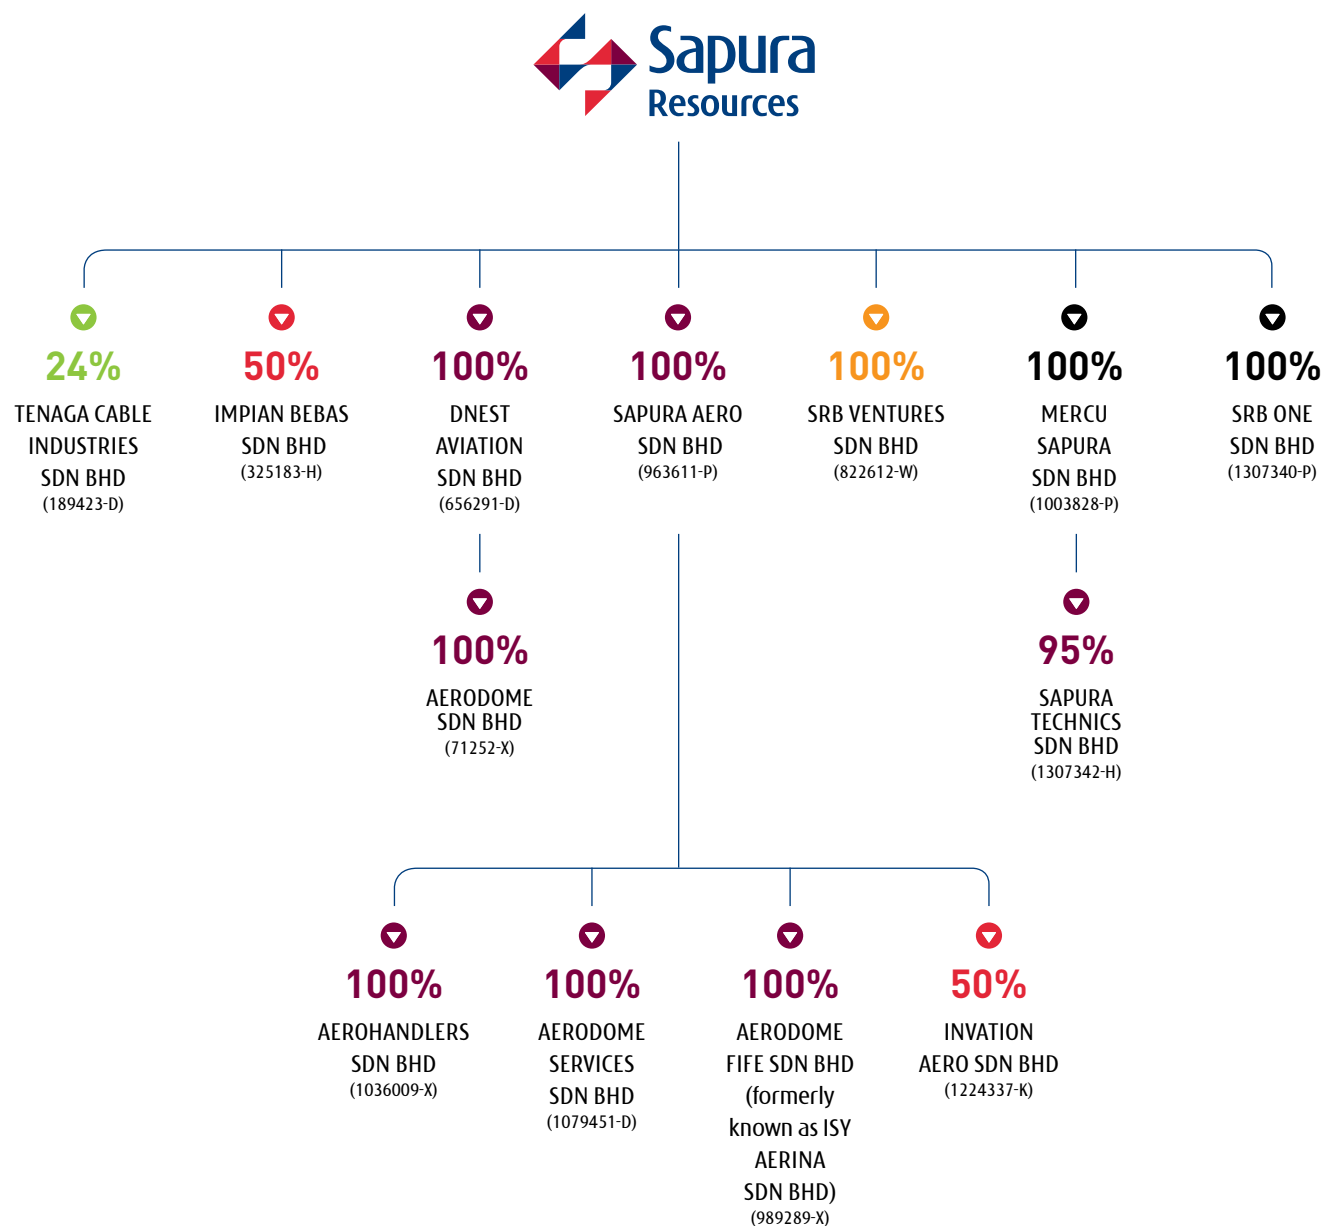 Sapura
Resources
24%
TENAGA CABLE
INDUSTRIES
SDN BHD
(189423-D)
50%
IMPIAN BEBAS
SDN BHD
(325183-H)
100%
DNEST
AVIATION
SDN BHD
(656291-D)
100%
SAPURA AERO
SDN BHD
(963611-P)
100%
SRB VENTURES
SDN BHD
(822612-W)
100%
MERCU
SAPURA
SDN BHD
(1003828-P)
100%
SRB ONE
SDN BHD
(1307340-P)
100%
AERODOME
SDN BHD
(71252-X)
95%
SAPURA
TECHNICS
SDN BHD
(1307342-H)
100%
AEROHANDLERS
SDN BHD
(1036009-X)
100%
AERODOME
SERVICES
SDN BHD
(1079451-D)
100%
AERODOME
FIFE SDN BHD
(formerly
known as ISY
AERINA
SDN BHD)
(989289-X)
50%
INVATION
AERO SDN BHD
(1224337-K)